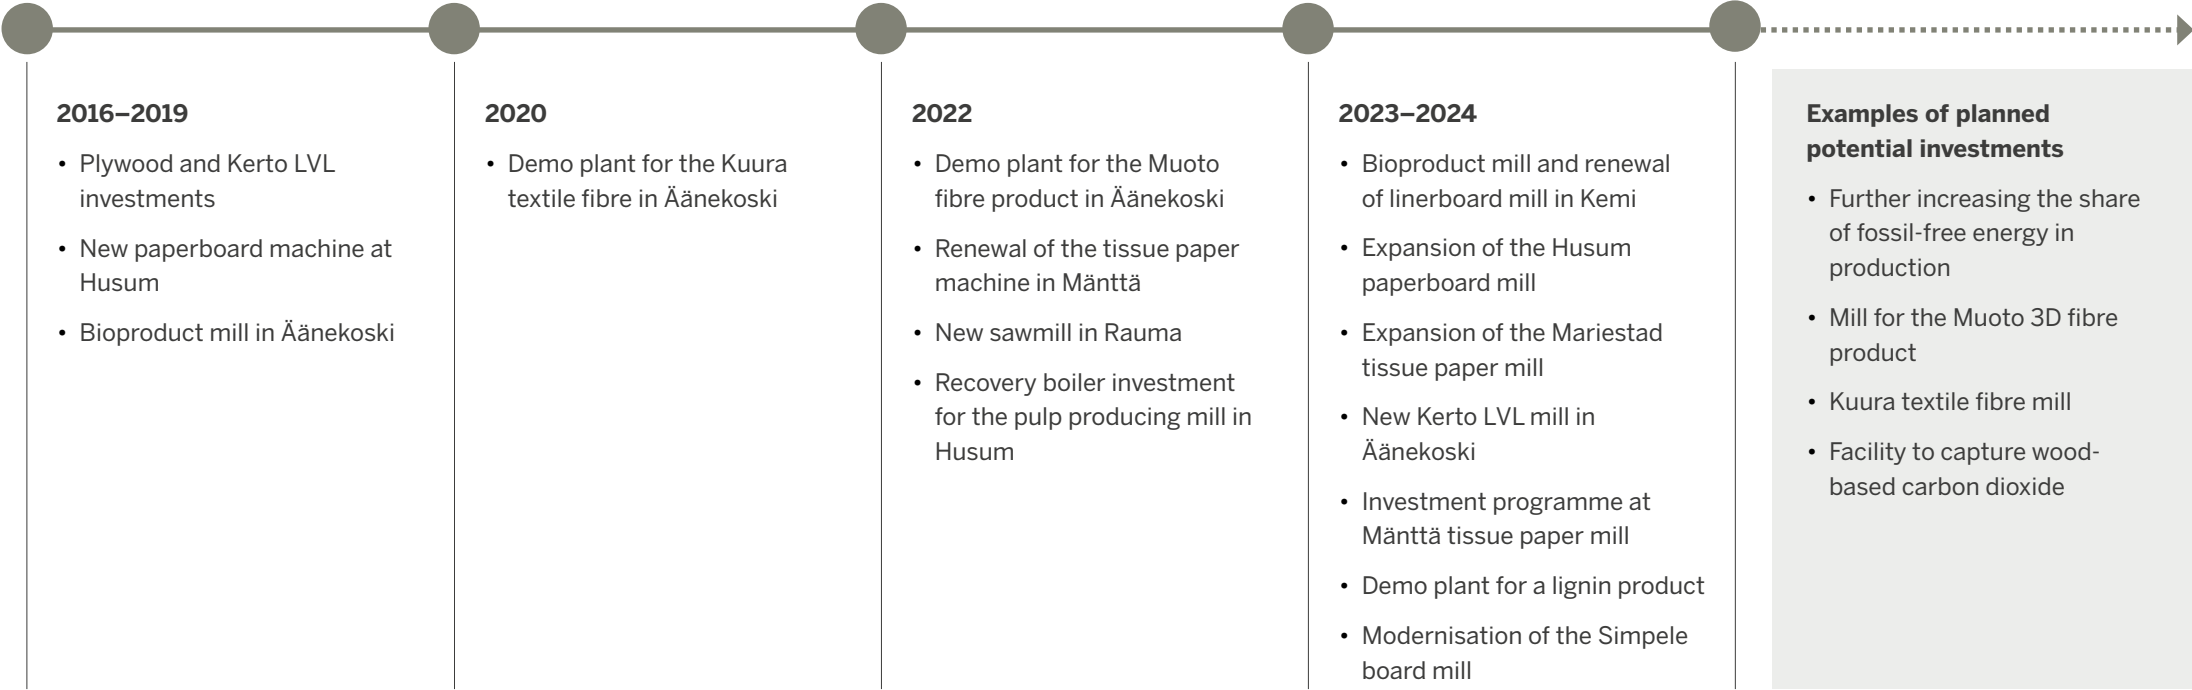 2016–2019
• Plywood and Kerto LVL
investments
• New paperboard machine at
Husum
• Bioproduct mill in Äänekoski
2020
• Demo plant for the Kuura
textile fibre in Äänekoski
2022
• Demo plant for the Muoto
fibre product in Äänekoski
• Renewal of the tissue paper
machine in Mänttä
• New sawmill in Rauma
• Recovery boiler investment
for the pulp producing mill in
Husum
2023–2024
• Bioproduct mill and renewal
of linerboard mill in Kemi
• Expansion of the Husum
paperboard mill
• Expansion of the Mariestad
tissue paper mill
• New Kerto LVL mill in
Äänekoski
• Investment programme at
Mänttä tissue paper mill
• Demo plant for a lignin product
• Modernisation of the Simpele
board mill
Examples of planned
potential investments
• Further increasing the share
of fossil-free energy in
production
• Mill for the Muoto 3D fibre
product
• Kuura textile fibre mill
• Facility to capture wood-
based carbon dioxide